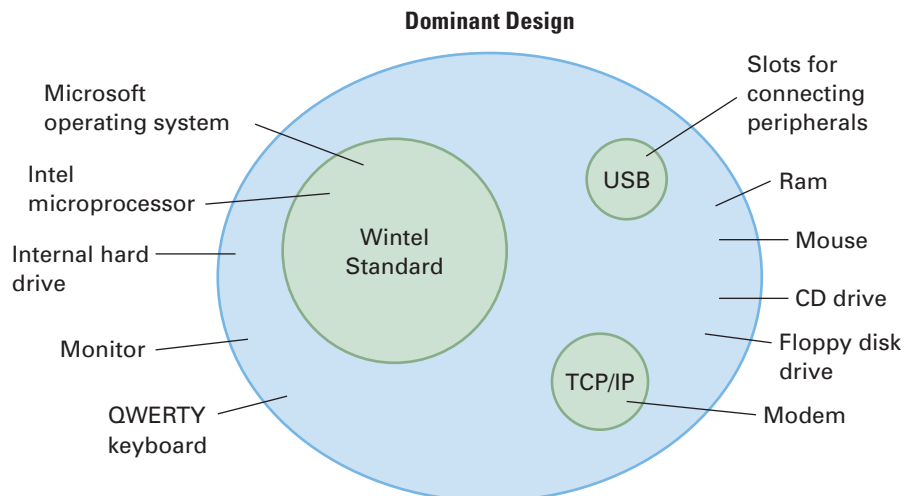 Dominant Design
Microsoft
operating system
Intel
microprocessor
Internal hard
drive
Monitor
QWERTY
keyboard
Wintel
Standard
USB
TCP/IP
Slots for
connecting
peripherals
Ram
Mouse
CD drive
Floppy disk
drive
Modem